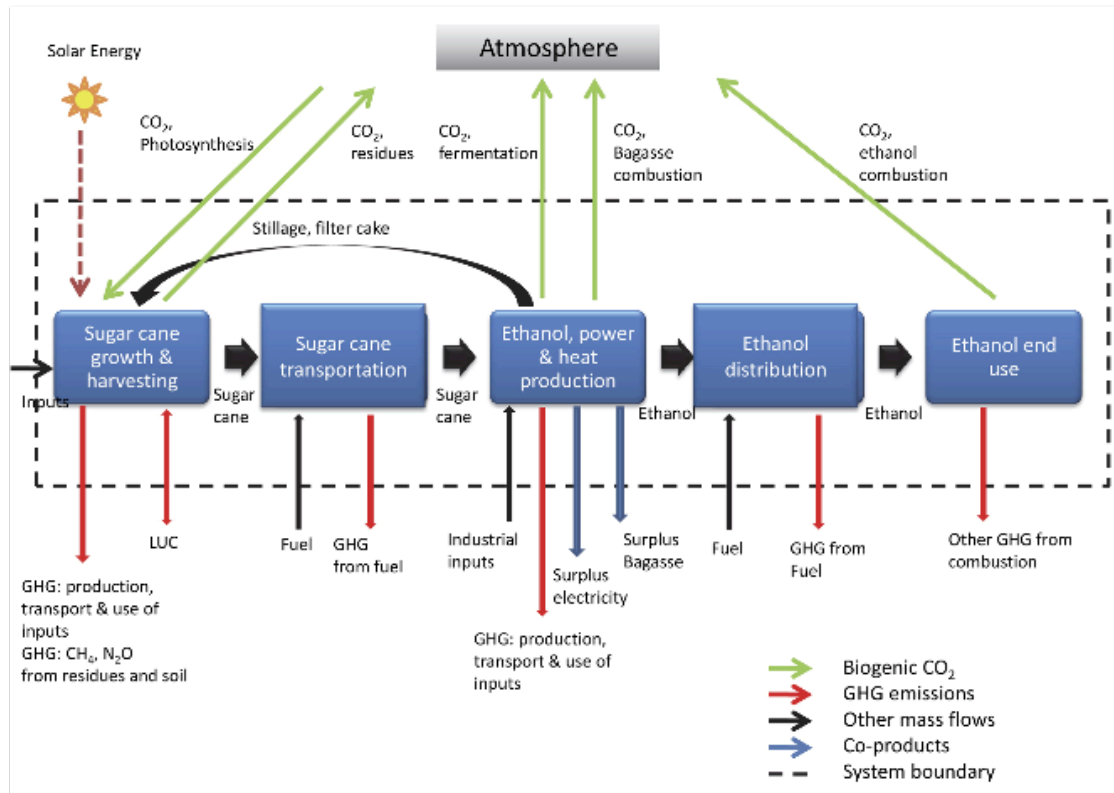 Solar Energy
Atmosphere
CO₂,
Photosynthesis
CO₂,
residues
CO₂,
fermentation
CO₂,
Bagasse
combustion
CO₂,
ethanol
combustion
Stillage, filter cake
Inputs
Sugar cane
growth &
harvesting
Sugar
cane
Sugar cane
transportation
Sugar
cane
Ethanol, power
& heat
production
Ethanol
Ethanol
distribution
Ethanol
Ethanol end
use
GHG: production,
transport & use of
inputs
GHG: CH₄, N₂O
from residues and soil
LUC
Fuel
GHG
from fuel
Industrial
inputs
GHG: production,
transport & use of
inputs
Surplus
electricity
Surplus
Bagasse
Fuel
GHG from
Fuel
Other GHG from
combustion
Biogenic CO₂
GHG emissions
Other mass flows
Co-products
System boundary